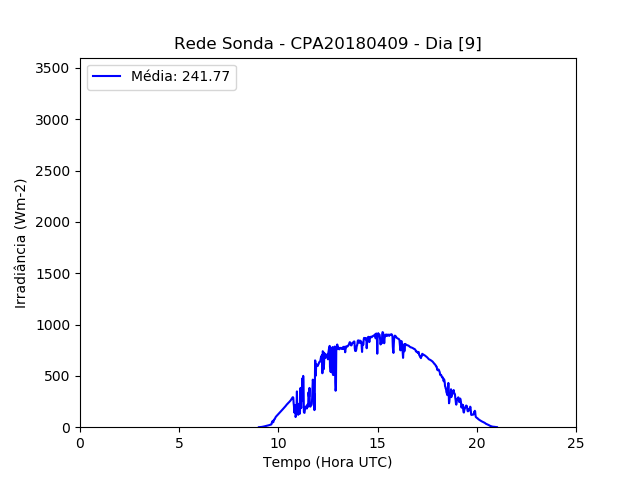 Rede Sonda - CPA20180409 - Dia [9]
Média: 241.77
3500
3000
2500
2000
1500
1000
500
0
Irradiância (Wm-2)
0 5 10 15 20 25
Tempo (Hora UTC)